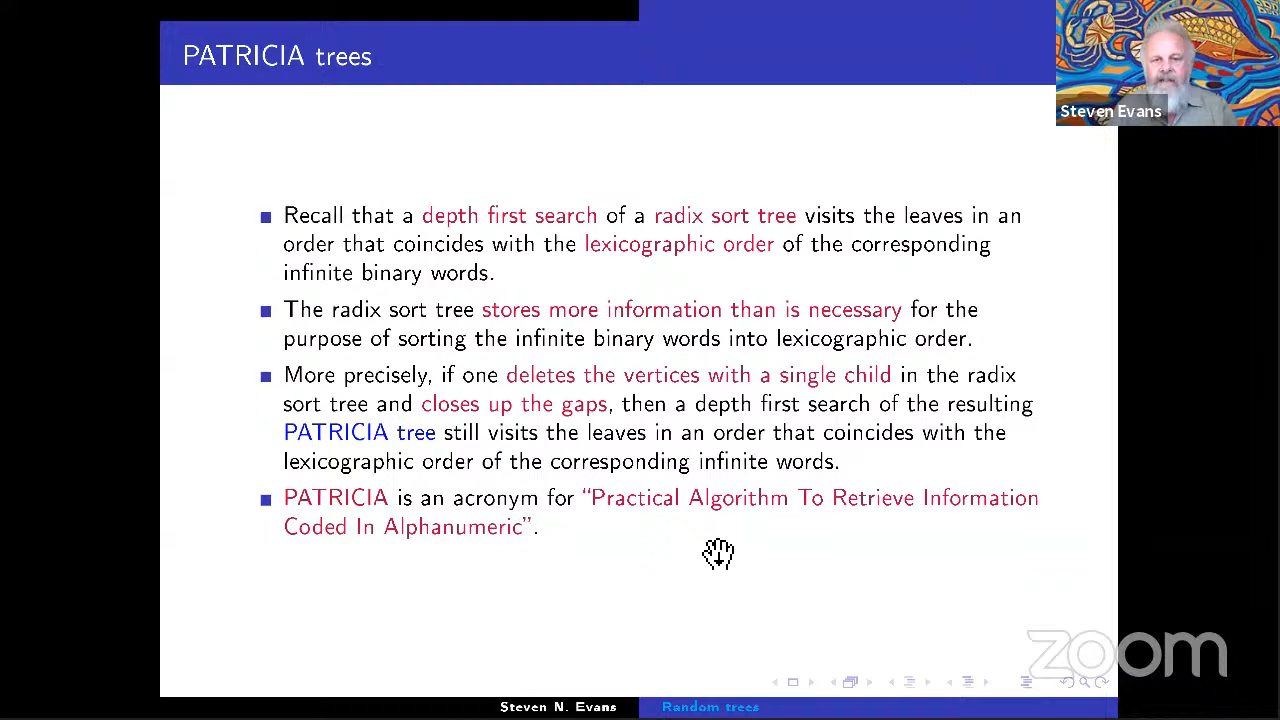 PATRICIA trees
Steven Evans
Recall that a depth first search of a radix sort tree visits the leaves in an
order that coincides with the lexicographic order of the corresponding
infinite binary words.
The radix sort tree stores more information than is necessary for the
purpose of sorting the infinite binary words into lexicographic order.
More precisely, if one deletes the vertices with a single child in the radix
sort tree and closes up the gaps, then a depth first search of the resulting
PATRICIA tree still visits the leaves in an order that coincides with the
lexicographic order of the corresponding infinite words.
PATRICIA is an acronym for “Practical Algorithm To Retrieve Information
Coded In Alphanumeric”.
zoom
Steven N. Evans
Random trees